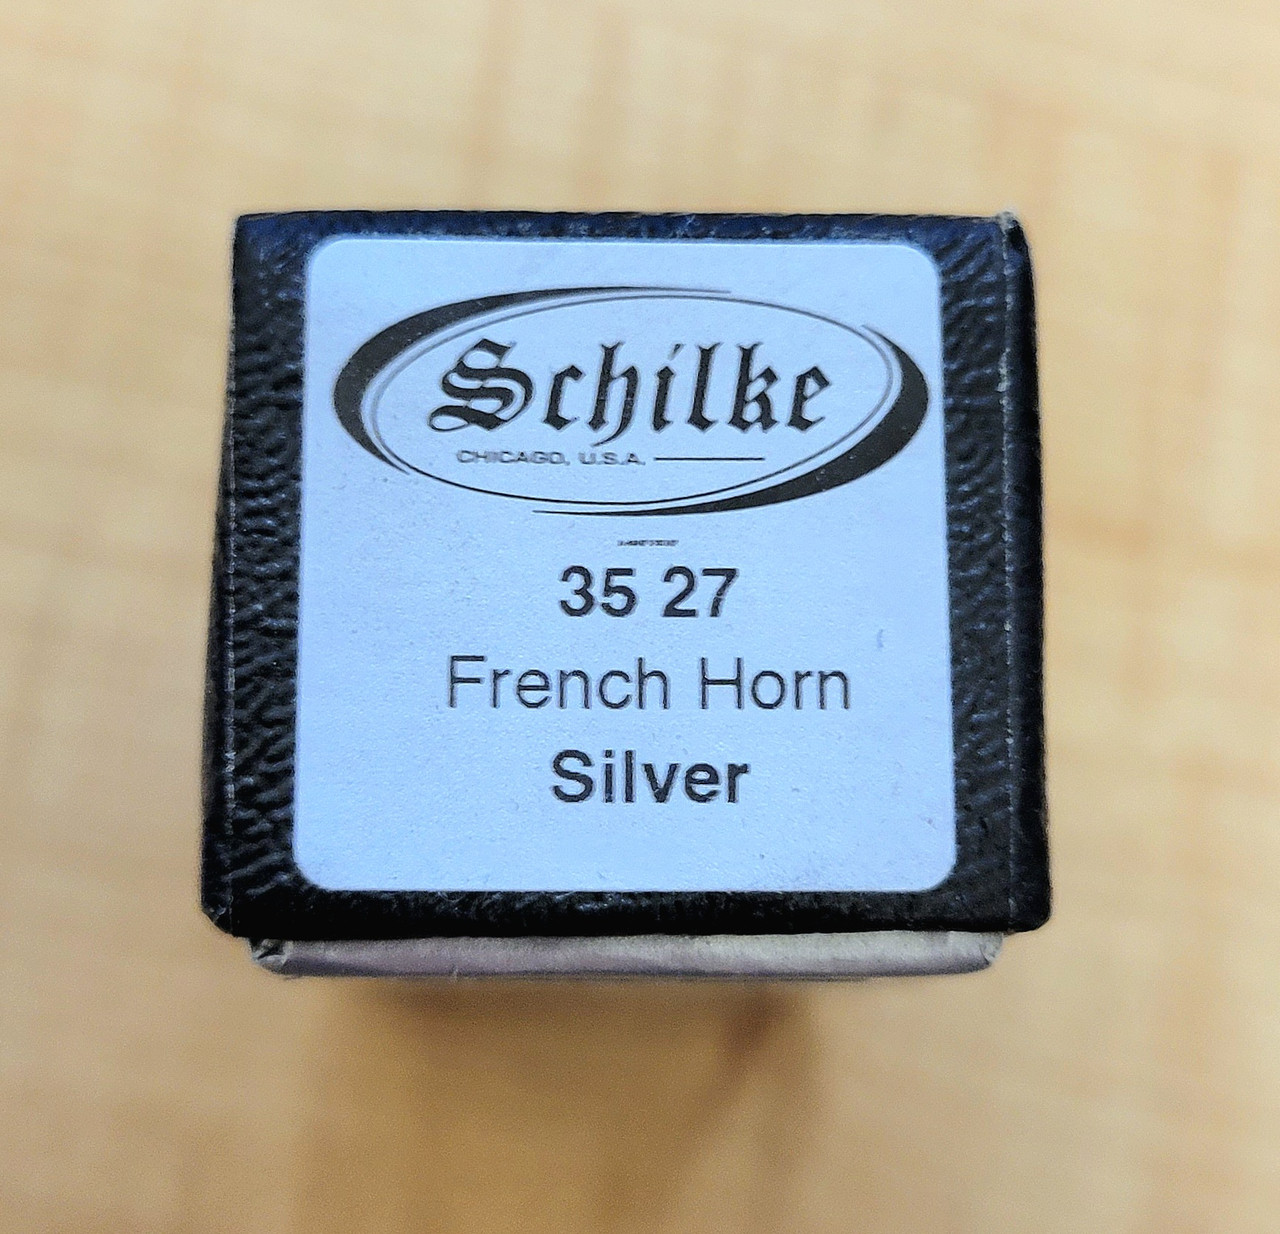 Schilke
CHICAGO, U.S.A.
35 27
French Horn
Silver